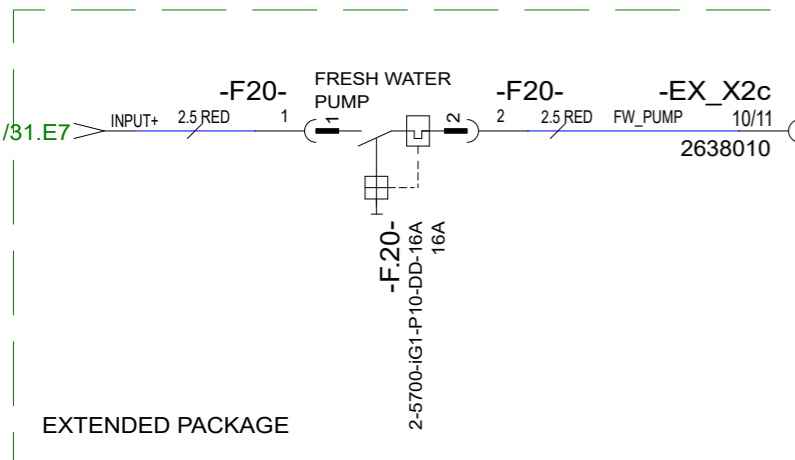 -F20-
FRESH WATER
PUMP
-F20-
-EX_X2c
/31.E7
INPUT+
2.5 RED
1
1
2
2
2.5 RED
FW_PUMP
10/11
2638010
-F.20-
2-5700-iG1-P10-DD-16A
16A
EXTENDED PACKAGE